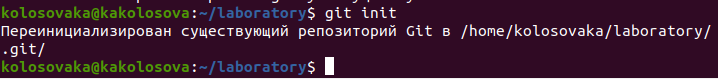 kolosovaka@kakolosova:~/laboratory$ git init
Переинициализирован существующий репозиторий Git в /home/kolosovaka/laboratory/
.git/
kolosovaka@kakolosova:~/laboratory$